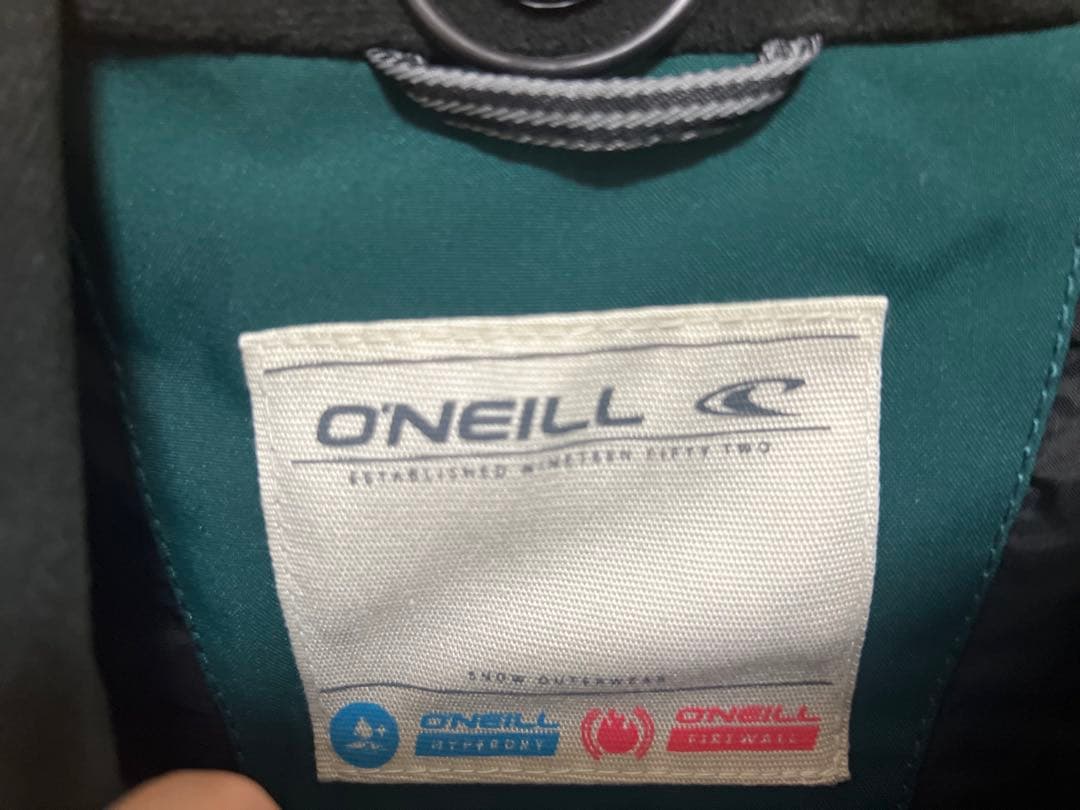 O'NEILL
ESTABLISHED NINETEEN FIFTY TWO
SNOW OUTERWEAR
O'NEILL
HYPERDRY
O'NEILL
FIREWALL